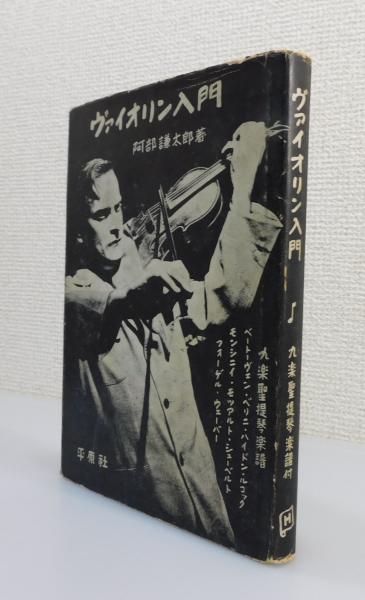 ヴァイオリン入門
阿部謙太郎著
九楽聖提琴楽譜
ベートーヴェン・ベリニ・ハイドン・ルコック
モンシニイ・モツアルト・シューベルト
フォーゲル・ウェーバー
平原社
ヴァイオリン入門
九楽聖提琴楽譜付
H